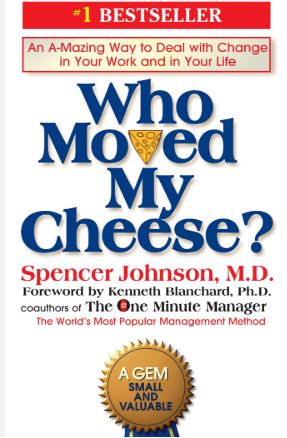 #1 BESTSELLER
An A-Mazing Way to Deal with Change
in Your Work and in Your Life
Who
Moved
My
Cheese?
Spencer Johnson, M.D.
Foreword by Kenneth Blanchard, Ph.D.
coauthors of The One Minute Manager
The World's Most Popular Management Method
A GEM
SMALL
AND
VALUABLE